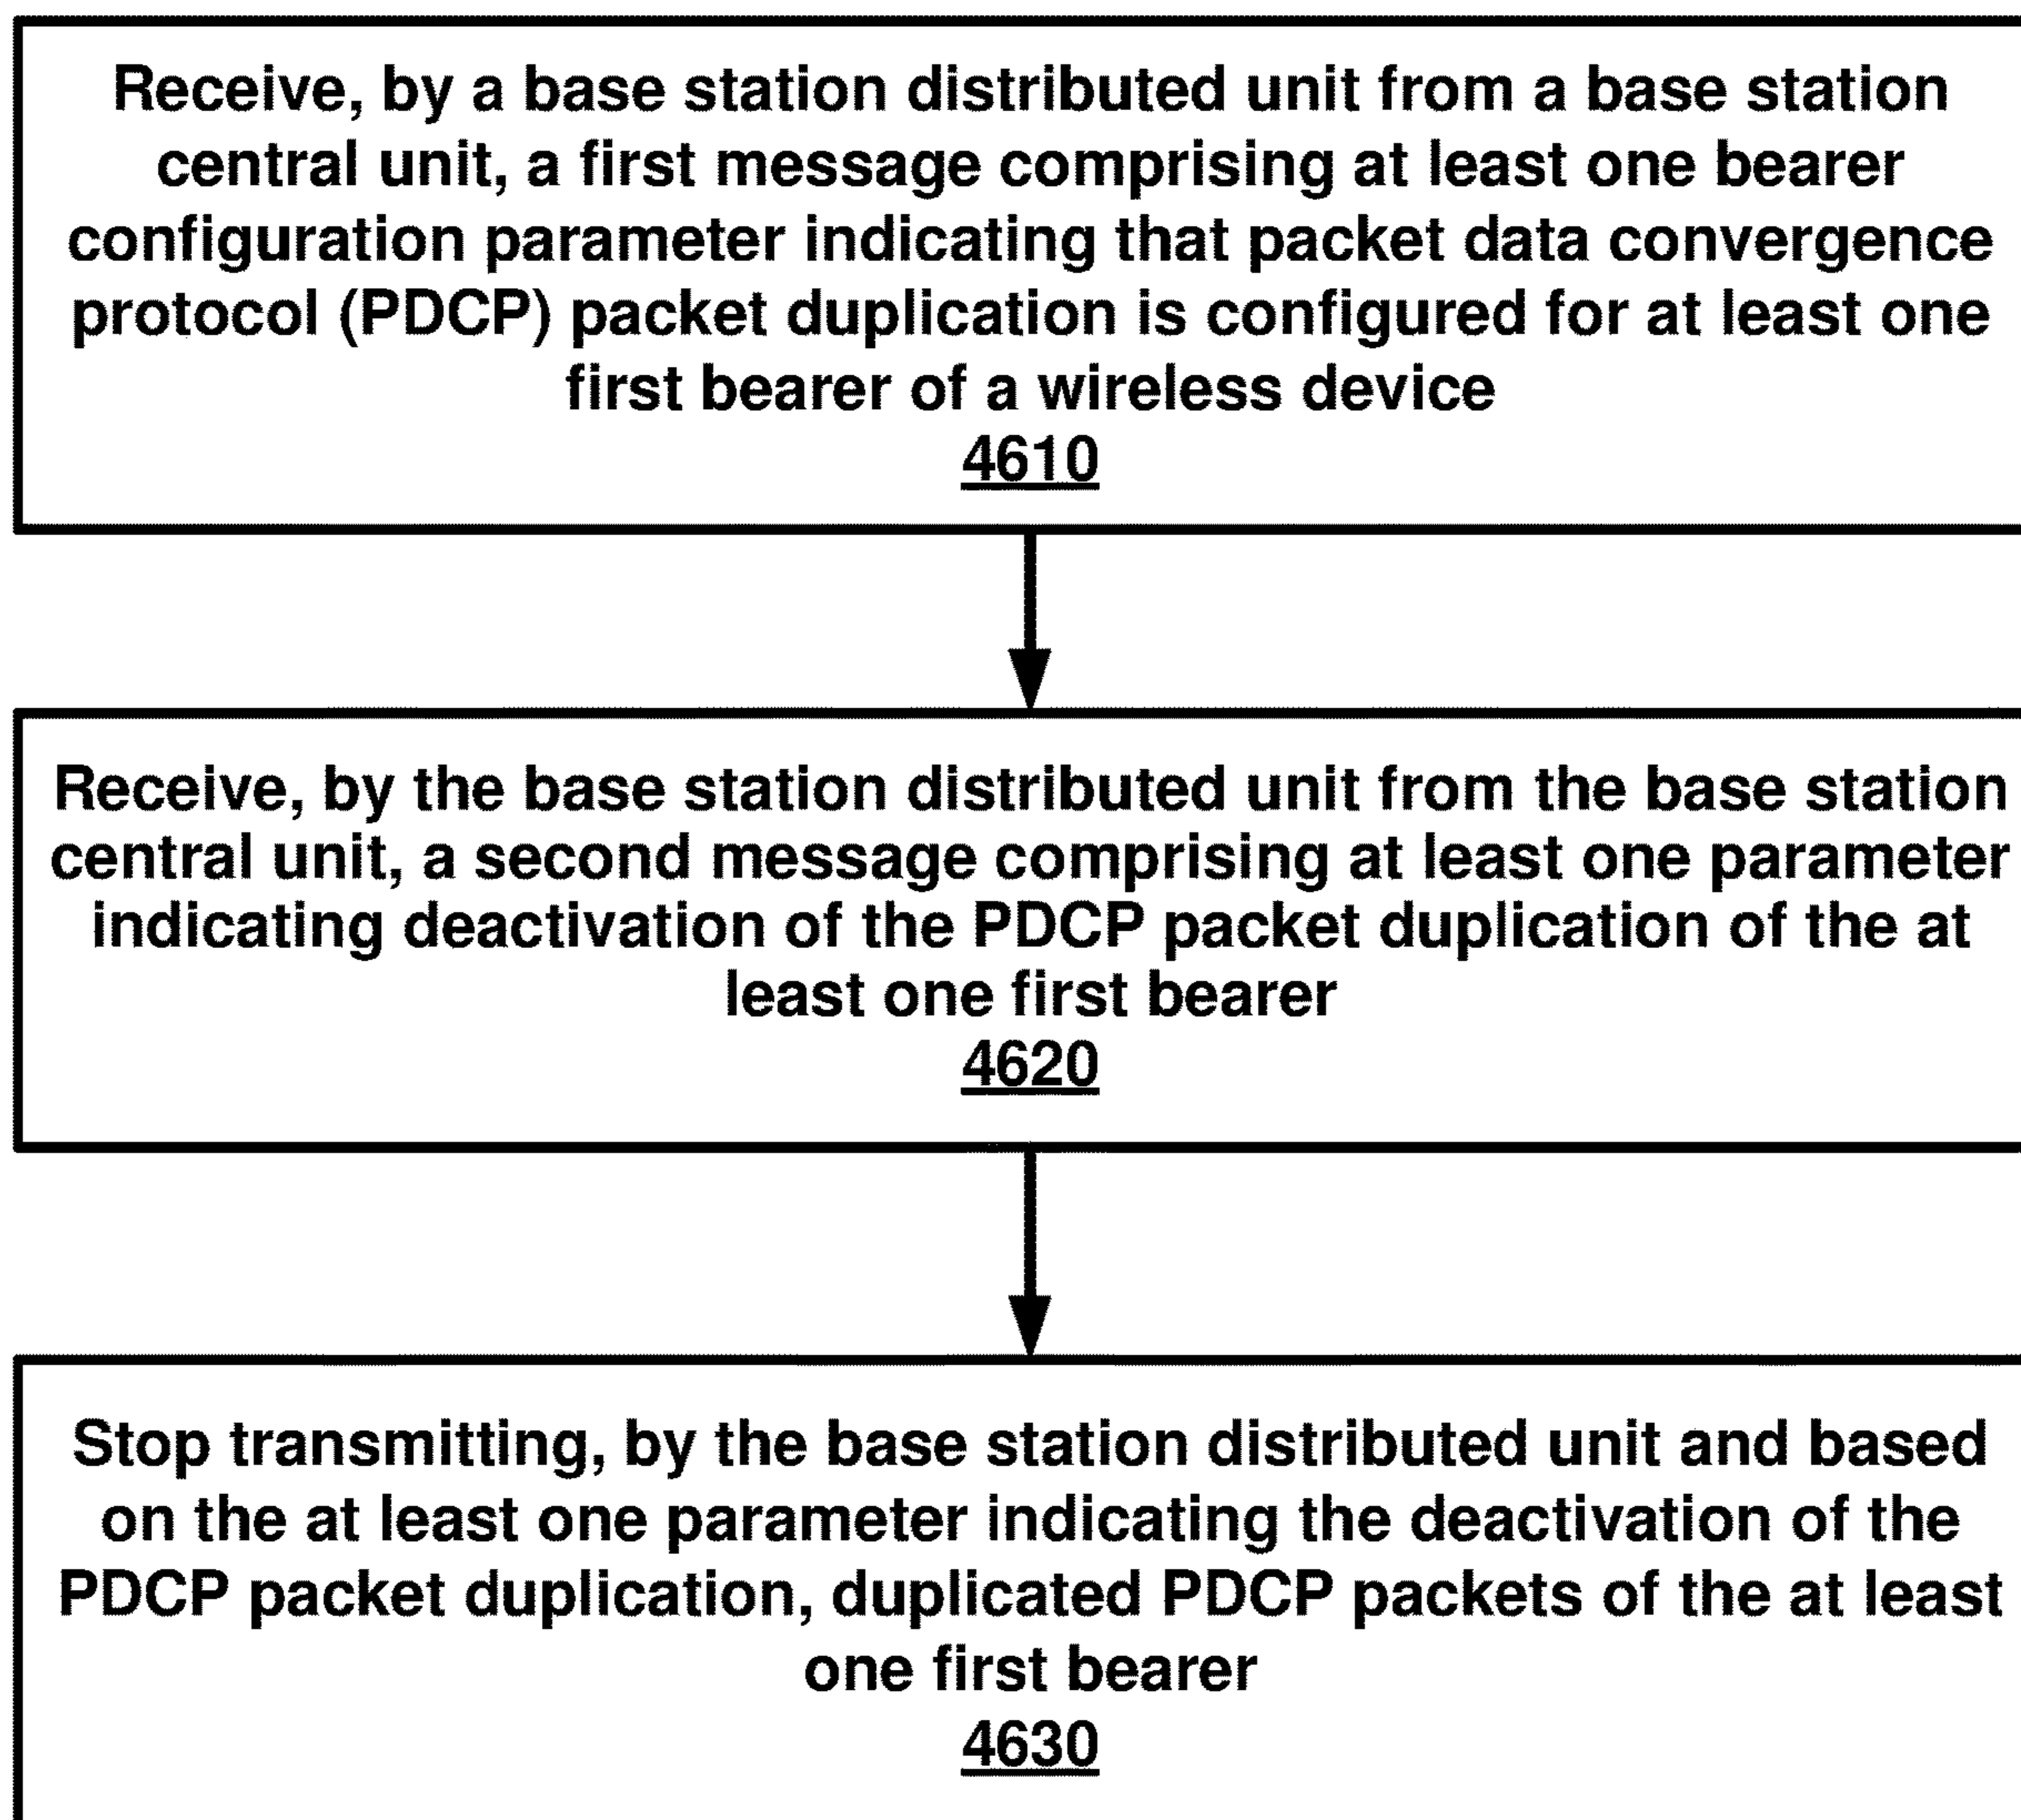 Receive, by a base station distributed unit from a base station
central unit, a first message comprising at least one bearer
configuration parameter indicating that packet data convergence
protocol (PDCP) packet duplication is configured for at least one
first bearer of a wireless device
4610
Receive, by the base station distributed unit from the base station
central unit, a second message comprising at least one parameter
indicating deactivation of the PDCP packet duplication of the at
least one first bearer
4620
Stop transmitting, by the base station distributed unit and based
on the at least one parameter indicating the deactivation of the
PDCP packet duplication, duplicated PDCP packets of the at least
one first bearer
4630